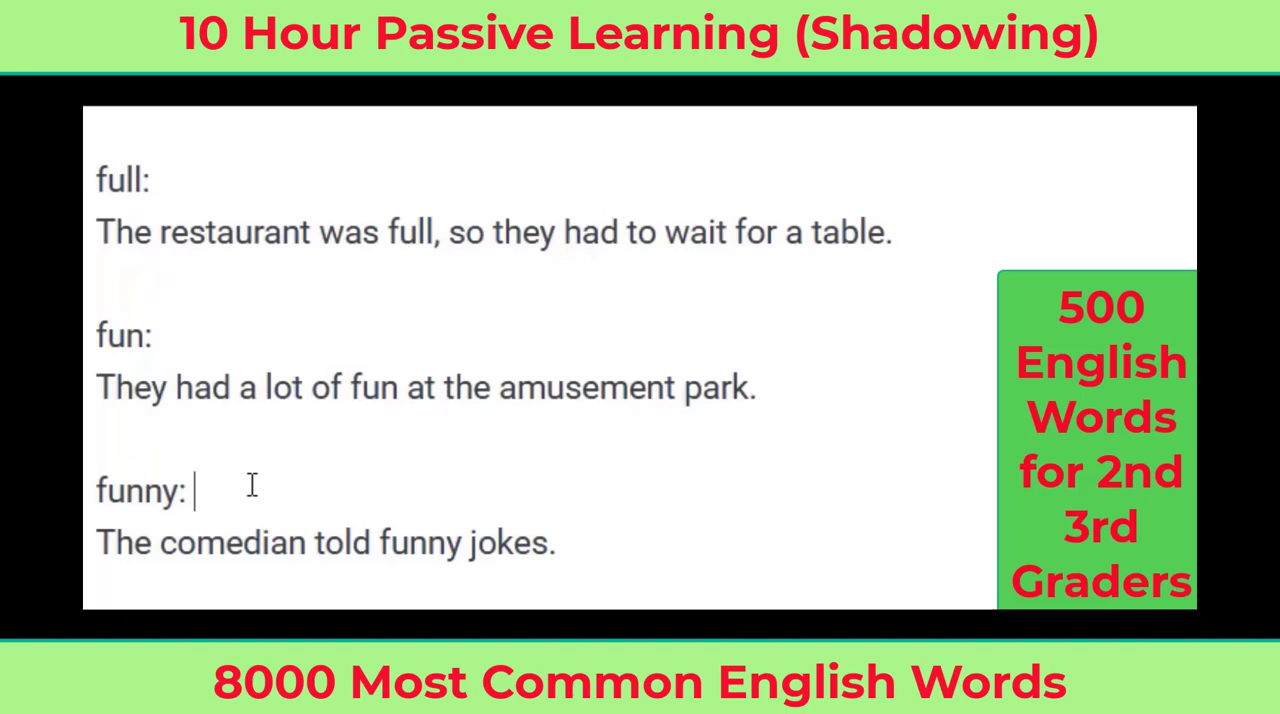 10 Hour Passive Learning (Shadowing)
full:
The restaurant was full, so they had to wait for a table.
fun:
They had a lot of fun at the amusement park.
funny:
The comedian told funny jokes.
500
English
Words
for 2nd
3rd
Graders
8000 Most Common English Words